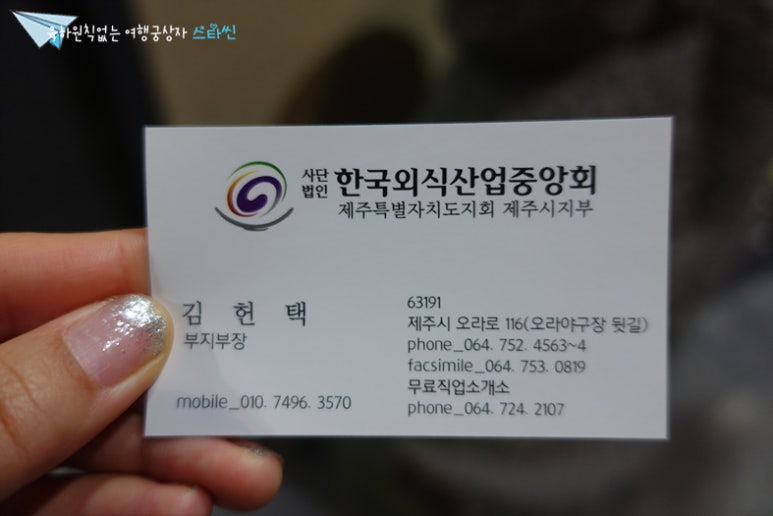 없는 여행궁상자 스타씬
사단
법인 한국외식산업중앙회
제주특별자치도지회 제주시지부
김 헌 택
부지부장
mobile_010. 7496. 3570
63191
제주시 오라로 116(오라야구장 뒷길)
phone_064. 752. 4563~4
facsimile_064. 753. 0819
무료직업소개소
phone_064. 724. 2107